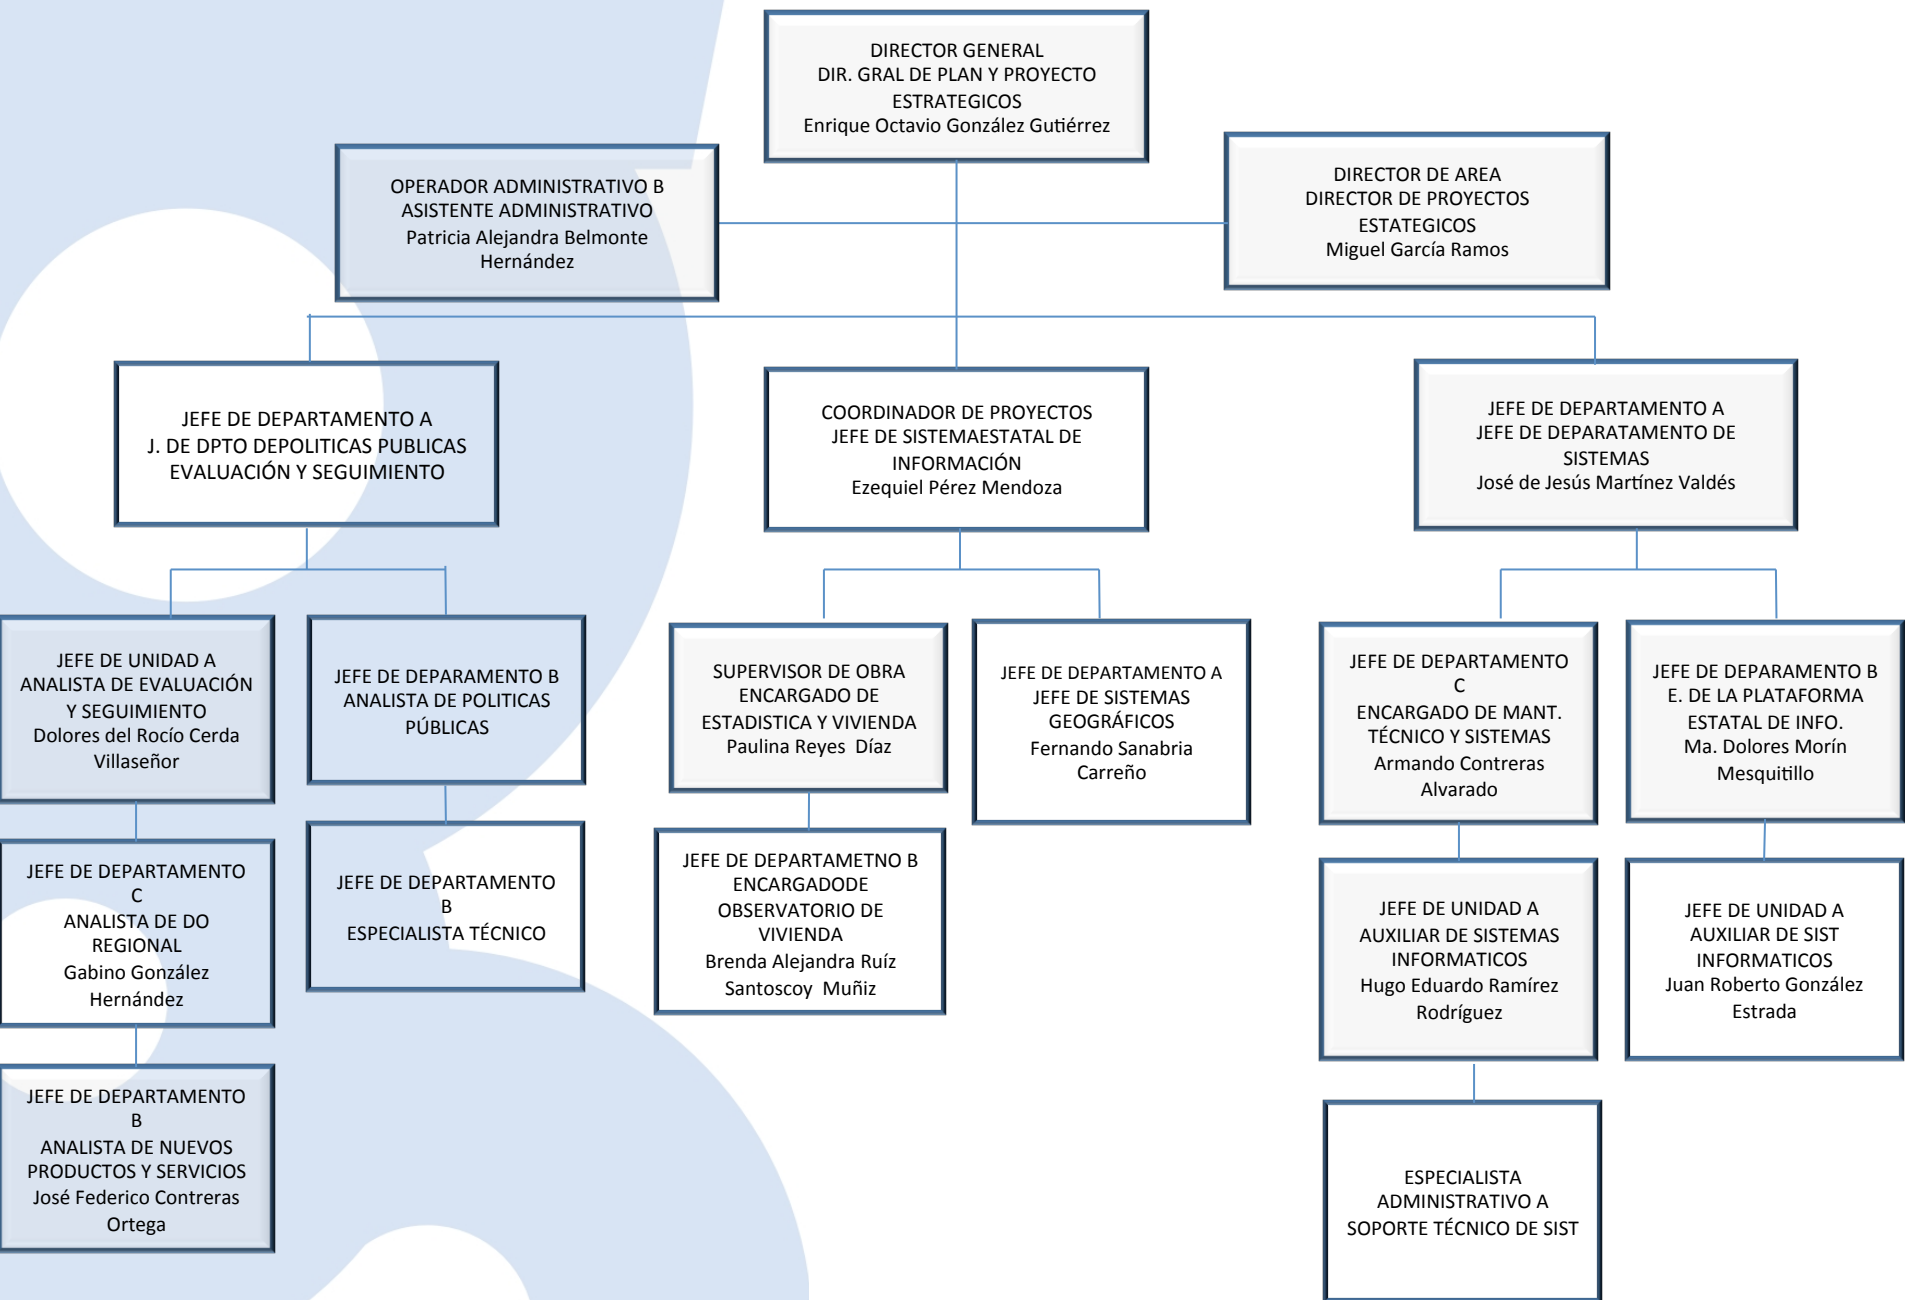 DIRECTOR GENERAL
DIR. GRAL DE PLAN Y PROYECTO
ESTRATEGICOS
Enrique Octavio González Gutiérrez
OPERADOR ADMINISTRATIVO B
ASISTENTE ADMINISTRATIVO
Patricia Alejandra Belmonte
Hernández
DIRECTOR DE AREA
DIRECTOR DE PROYECTOS
ESTATEGICOS
Miguel García Ramos
JEFE DE DEPARTAMENTO A
J. DE DPTO DEPOLITICAS PUBLICAS
EVALUACIÓN Y SEGUIMIENTO
COORDINADOR DE PROYECTOS
JEFE DE SISTEMAESTATAL DE
INFORMACIÓN
Ezequiel Pérez Mendoza
JEFE DE DEPARTAMENTO A
JEFE DE DEPARATAMENTO DE
SISTEMAS
José de Jesús Martínez Valdés
JEFE DE UNIDAD A
ANALISTA DE EVALUACIÓN
Y SEGUIMIENTO
Dolores del Rocío Cerda
Villaseñor
JEFE DE DEPARAMENTO B
ANALISTA DE POLITICAS
PÚBLICAS
SUPERVISOR DE OBRA
ENCARGADO DE
ESTADISTICA Y VIVIENDA
Paulina Reyes  Díaz
JEFE DE DEPARTAMENTO A
JEFE DE SISTEMAS
GEOGRÁFICOS
Fernando Sanabria
Carreño
JEFE DE DEPARTAMENTO
C
ENCARGADO DE MANT.
TÉCNICO Y SISTEMAS
Armando Contreras
Alvarado
JEFE DE DEPARAMENTO B
E. DE LA PLATAFORMA
ESTATAL DE INFO.
Ma. Dolores Morín
Mesquitillo
JEFE DE DEPARTAMENTO
C
ANALISTA DE DO
REGIONAL
Gabino González
Hernández
JEFE DE DEPARTAMENTO
B
ESPECIALISTA TÉCNICO
JEFE DE DEPARTAMETNO B
ENCARGADODE
OBSERVATORIO DE
VIVIENDA
Brenda Alejandra Ruíz
Santoscoy  Muñiz
JEFE DE UNIDAD A
AUXILIAR DE SISTEMAS
INFORMATICOS
Hugo Eduardo Ramírez
Rodríguez
JEFE DE UNIDAD A
AUXILIAR DE SIST
INFORMATICOS
Juan Roberto González
Estrada
JEFE DE DEPARTAMENTO
B
ANALISTA DE NUEVOS
PRODUCTOS Y SERVICIOS
José Federico Contreras
Ortega
ESPECIALISTA
ADMINISTRATIVO A
SOPORTE TÉCNICO DE SIST